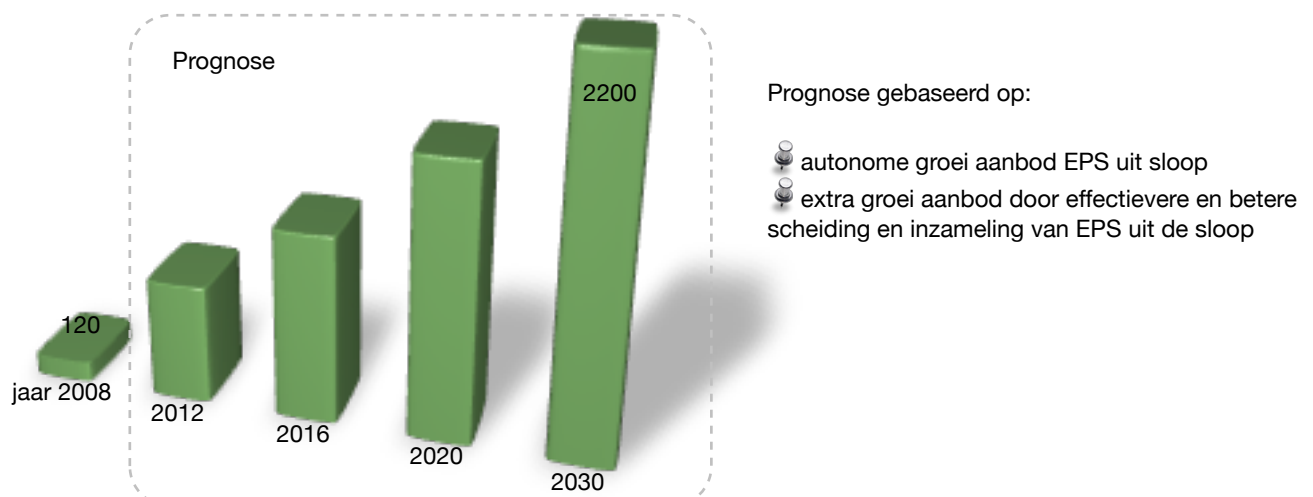 Prognose
2200
120
jaar 2008
2012
2016
2020
2030
Prognose gebaseerd op:
autonome groei aanbod EPS uit sloop
extra groei aanbod door effectievere en betere
scheiding en inzameling van EPS uit de sloop